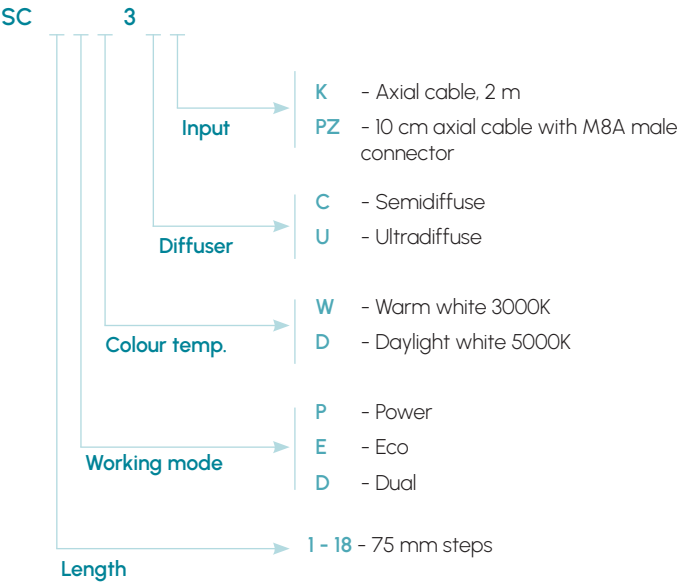 SC 3
K - Axial cable, 2 m
Input
PZ - 10 cm axial cable with M8A male
connector
C - Semidiffuse
Diffuser
U - Ultradiffuse
W - Warm white 3000K
Colour temp.
D - Daylight white 5000K
P - Power
E - Eco
Working mode
D - Dual
1 - 18 - 75 mm steps
Length